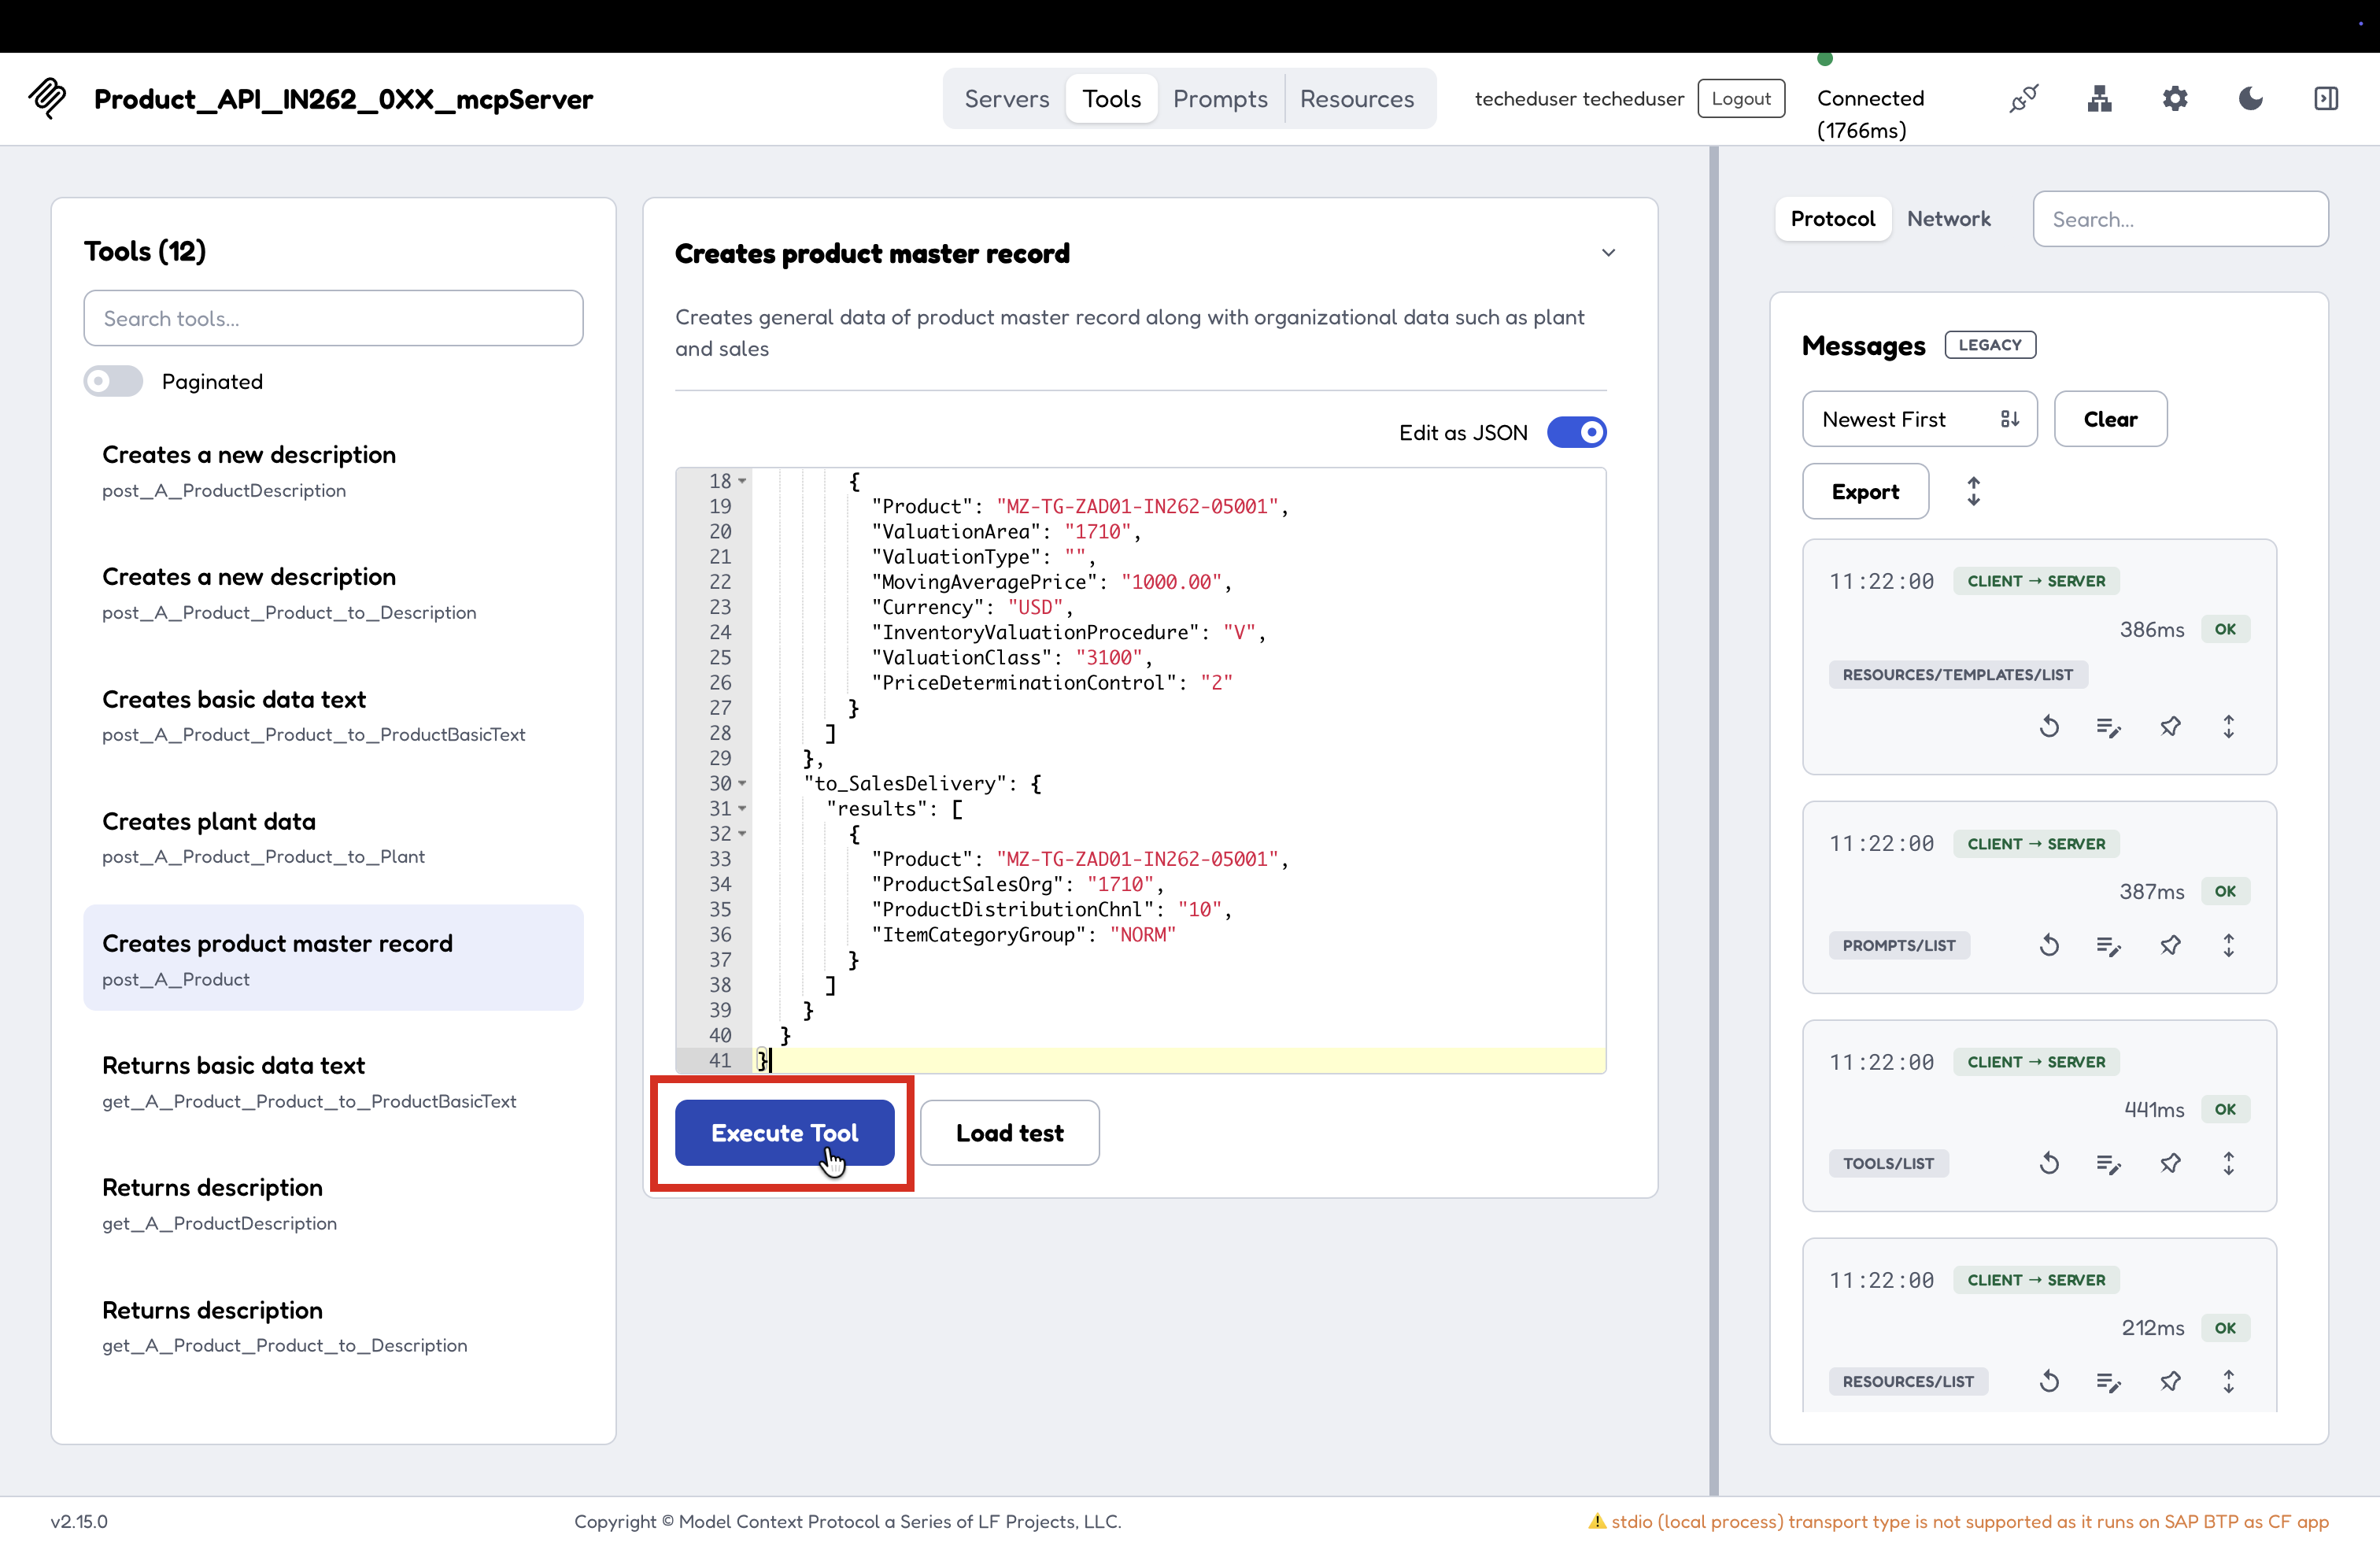 Product_API_IN262_0XX_mcpServer
Servers
Tools
Prompts
Resources
techeduser techeduser
Logout
Connected
(1766ms)
Tools (12)
Search tools...
Paginated
Creates a new description
post_A_ProductDescription
Creates a new description
post_A_Product_Product_to_Description
Creates basic data text
post_A_Product_Product_to_ProductBasicText
Creates plant data
post_A_Product_Product_to_Plant
Creates product master record
post_A_Product
Returns basic data text
get_A_Product_Product_to_ProductBasicText
Returns description
get_A_ProductDescription
Returns description
get_A_Product_Product_to_Description
Creates product master record
Creates general data of product master record along with organizational data such as plant
and sales
Edit as JSON
18 {
19 "Product": "MZ-TG-ZAD01-IN262-05001",
20 "ValuationArea": "1710",
21 "ValuationType": "",
22 "MovingAveragePrice": "1000.00",
23 "Currency": "USD",
24 "InventoryValuationProcedure": "V",
25 "ValuationClass": "3100",
26 "PriceDeterminationControl": "2"
27 }
28 ]
29 },
30 "to_SalesDelivery": {
31 "results": [
32 {
33 "Product": "MZ-TG-ZAD01-IN262-05001",
34 "ProductSalesOrg": "1710",
35 "ProductDistributionChnl": "10",
36 "ItemCategoryGroup": "NORM"
37 }
38 ]
39 }
40 }
41 }
Execute Tool
Load test
Protocol
Network
Search...
Messages
LEGACY
Newest First
Clear
Export
11:22:00 CLIENT → SERVER
386ms OK
RESOURCES/TEMPLATES/LIST
11:22:00 CLIENT → SERVER
387ms OK
PROMPTS/LIST
11:22:00 CLIENT → SERVER
441ms OK
TOOLS/LIST
11:22:00 CLIENT → SERVER
212ms OK
RESOURCES/LIST
v2.15.0
Copyright © Model Context Protocol a Series of LF Projects, LLC.
⚠️ stdio (local process) transport type is not supported as it runs on SAP BTP as CF app